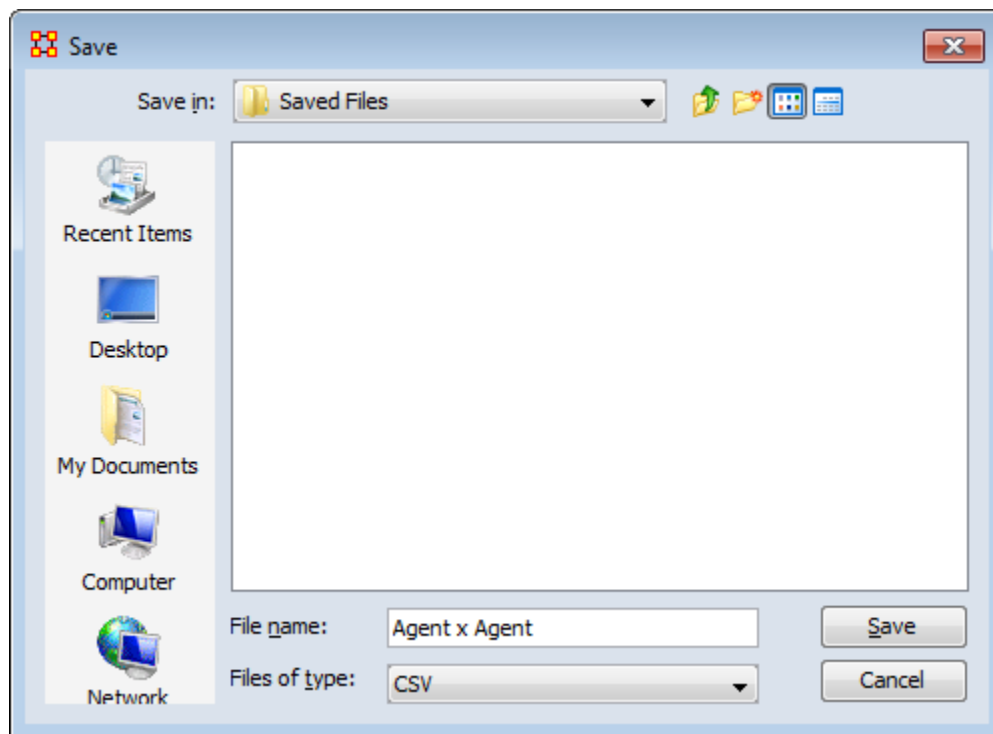 Save
Save in: Saved Files
Recent Items
Desktop
My Documents
Computer
Network
File name: Agent x Agent Save
Files of type: CSV Cancel